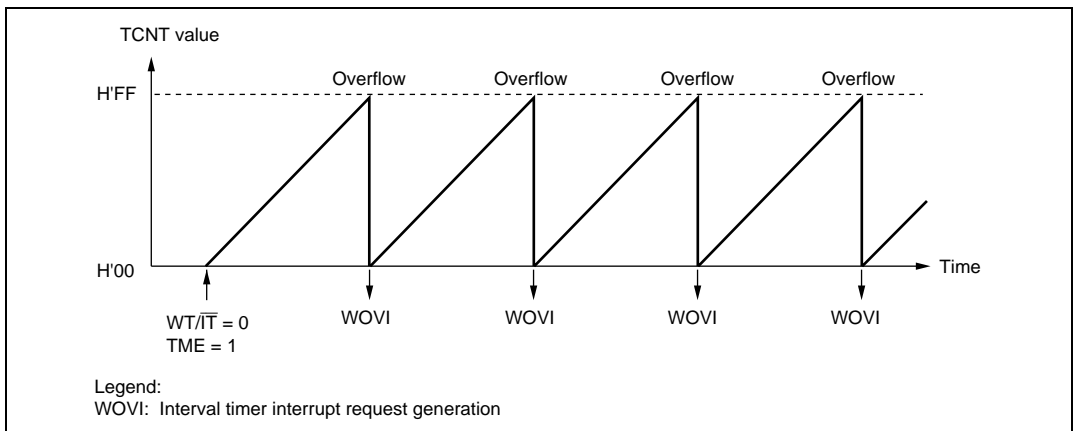 TCNT value
Overflow Overflow Overflow Overflow
H'FF
H'00
Time
WT/I̅T̅ = 0
TME = 1
WOVI WOVI WOVI WOVI
Legend:
WOVI: Interval timer interrupt request generation